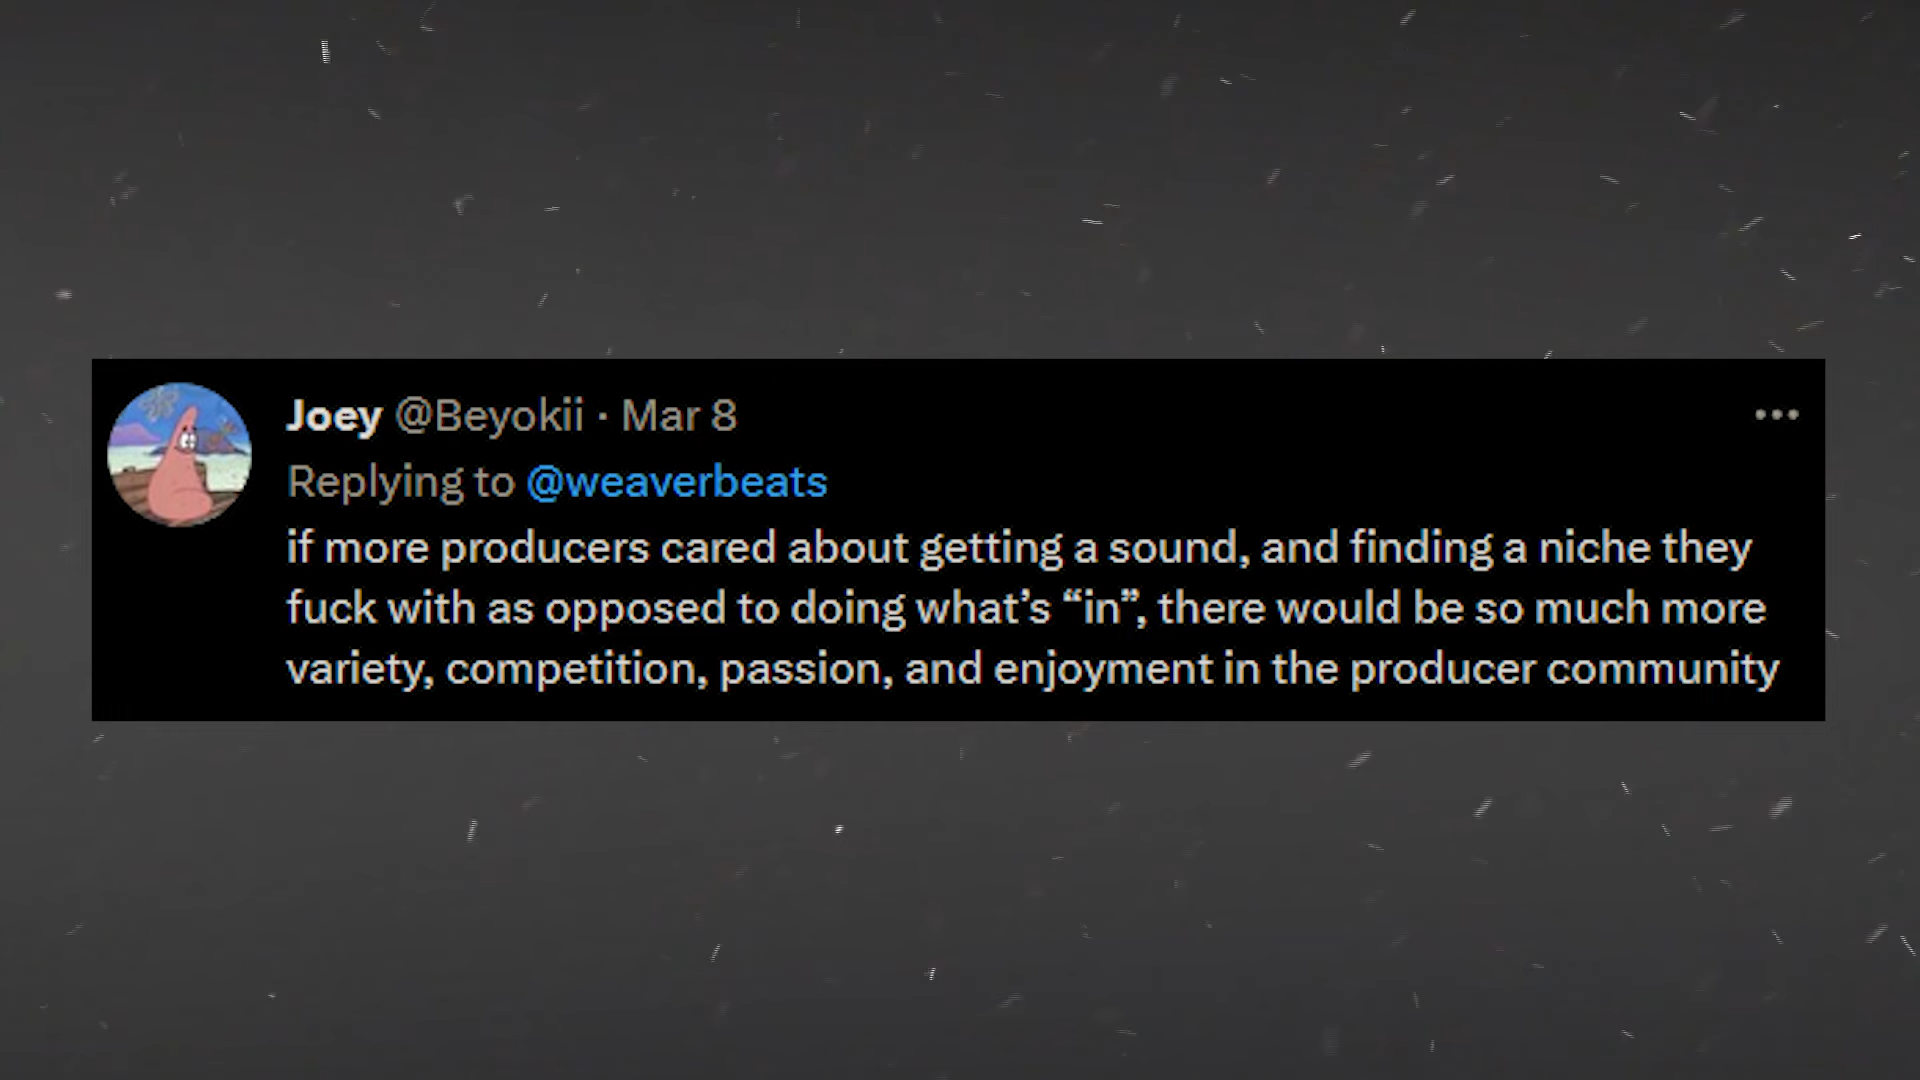 Joey @Beyokii · Mar 8
Replying to @weaverbeats
if more producers cared about getting a sound, and finding a niche they
fuck with as opposed to doing what’s “in”, there would be so much more
variety, competition, passion, and enjoyment in the producer community